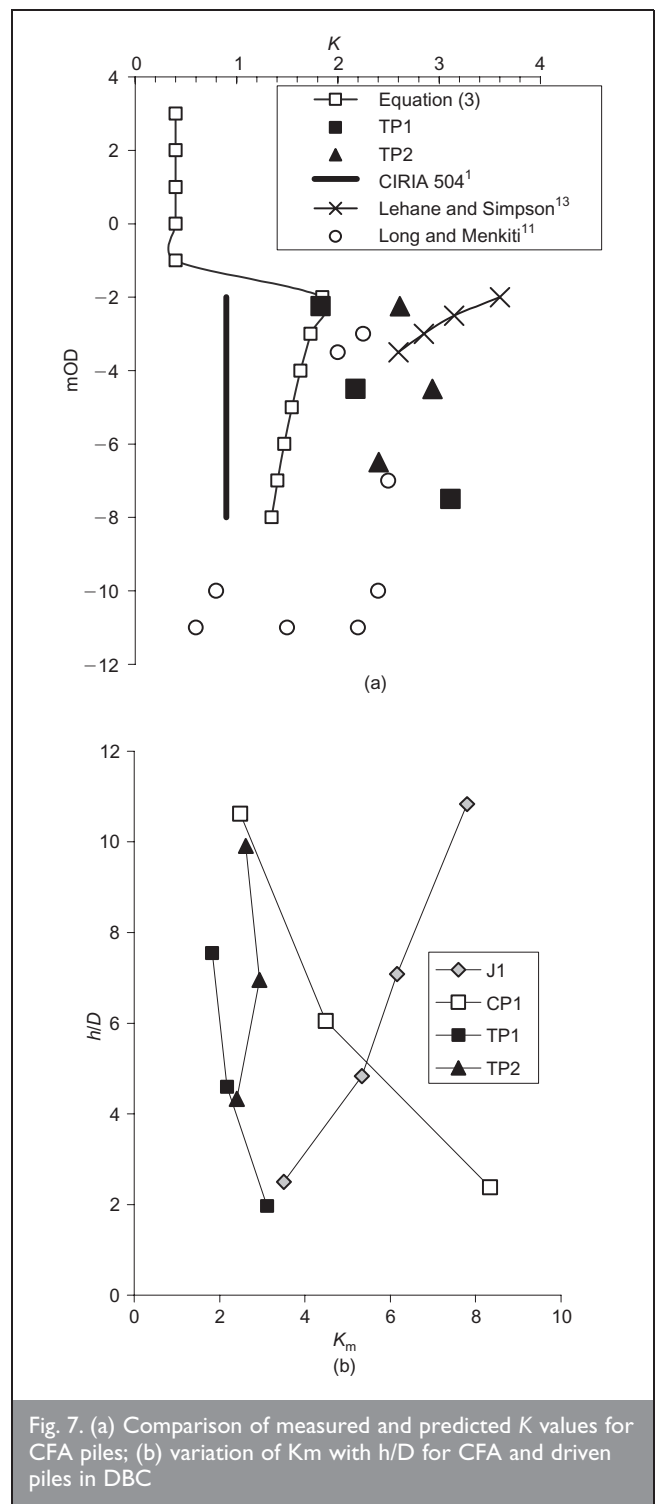 K
0 1 2 3 4
4
2
0
−2
−4
−6
−8
−10
−12
mOD
Equation (3)
TP1
TP2
CIRIA 504¹
Lehane and Simpson¹³
Long and Menkiti¹¹
(a)
12
10
8
6
4
2
0
h/D
J1
CP1
TP1
TP2
0 2 4 6 8 10
Km
(b)
Fig. 7. (a) Comparison of measured and predicted K values for
CFA piles; (b) variation of Km with h/D for CFA and driven
piles in DBC